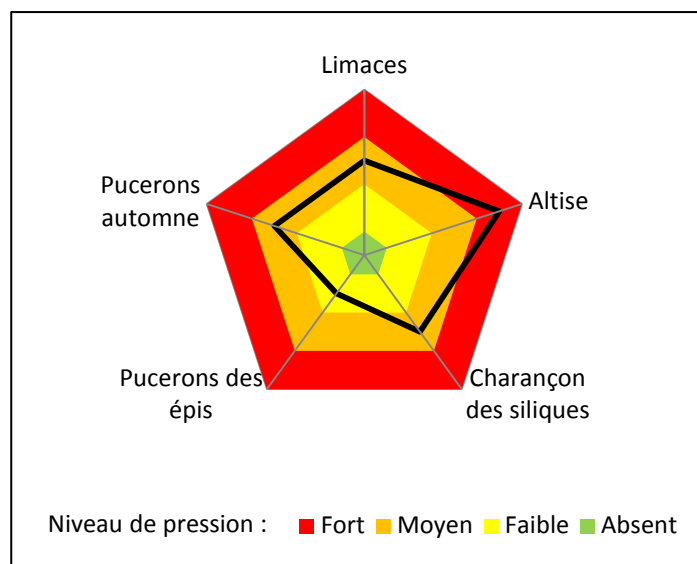 Limaces
Pucerons
automne
Altise
Pucerons des
épis
Charançon
des siliques
Niveau de pression : Fort Moyen Faible Absent